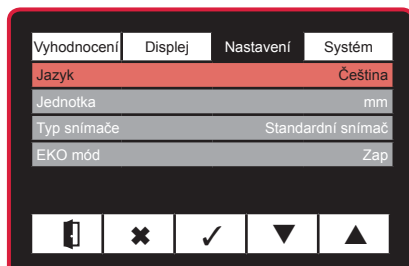 Vyhodnocení Displej Nastavení Systém
Jazyk Čeština
Jednotka mm
Typ snímače Standardní snímač
EKO mód Zap